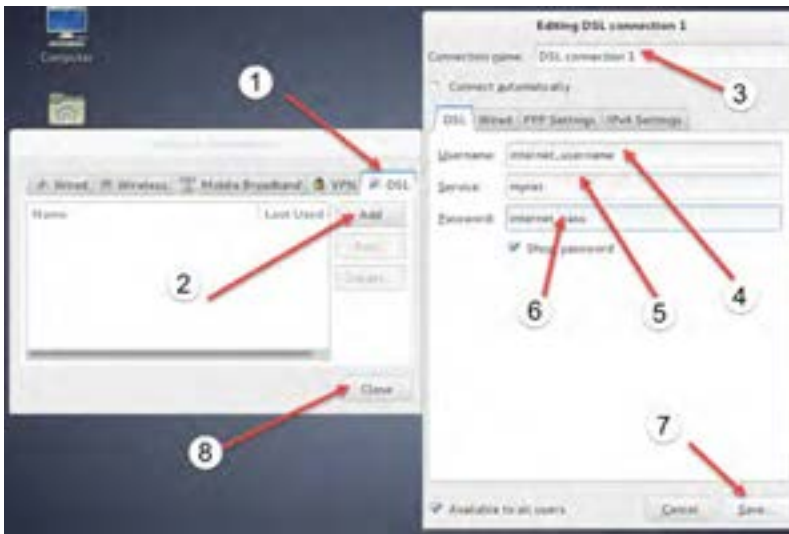 Computer
1
Wired
Wireless
Mobile Broadband
VPN
DSL
Name
Last Used
Add
2
Close
8
Editing DSL connection 1
Connection name:
DSL connection 1
3
Connect automatically
DSL
Wired
PPP Settings
IPv4 Settings
Username:
internet_username
Service:
mynet
Password:
Show password
4
5
6
7
Available to all users
Cancel
Save...